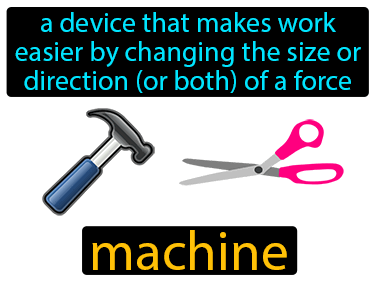 a device that makes work
easier by changing the size or
direction (or both) of a force
machine